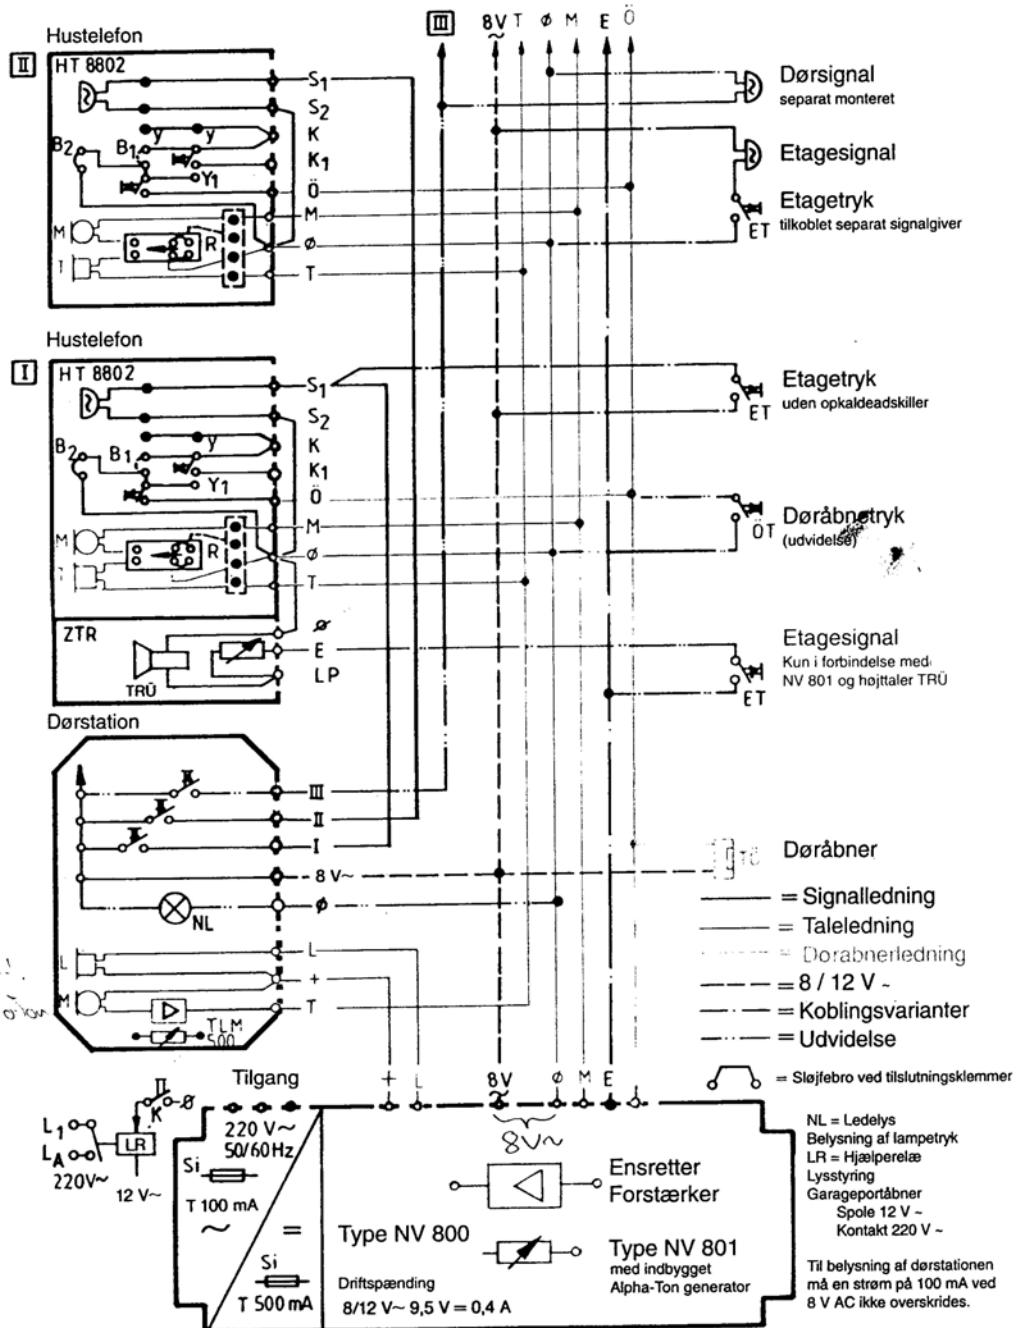 III 8V~ T ø M E Ö
Hustelefon
II HT 8802
S1
S2
y y K
B2 B1 K1
Y1 Ö
M M
R ø
T T
Dørsignal
separat monteret
Etagesignal
Etagetryk
tilkoblet separat signalgiver
ET
Hustelefon
I HT 8802
S1
S2
y K
B2 B1 K1
Y1 Ö
M M
R ø
T T
Etagetryk
uden opkaldeadskiller
ET
Døråbnetryk
(udvidelse)
ÖT
ZTR ø
E
LP
TRÜ
Etagesignal
Kun i forbindelse med
NV 801 og højttaler TRÜ
ET
Dørstation
III
II
I
8 V~
NL ø
L L
+
M T
TLM
500
Døråbner
TÖ
= Signalledning
= Taleledning
= Dorabnerledning
= 8 / 12 V ~
= Koblingsvarianter
= Udvidelse
= Sløjfebro ved tilslutningsklemmer
Tilgang + L 8V~ ø M E
II
K ø
L1
LA LR
220V~ 12 V~
220 V~
50/60Hz
8V~
Si
T 100 mA
~
=
Si
T 500 mA
Ensretter
Forstærker
Type NV 800
Type NV 801
med indbygget
Alpha-Ton generator
Driftspænding
8/12 V~ 9,5 V = 0,4 A
NL = Ledelys
Belysning af lampetryk
LR = Hjælperelæ
Lysstyring
Garageportåbner
Spole 12 V ~
Kontakt 220 V ~
Til belysning af dørstationen
må en strøm på 100 mA ved
8 V AC ikke overskrides.